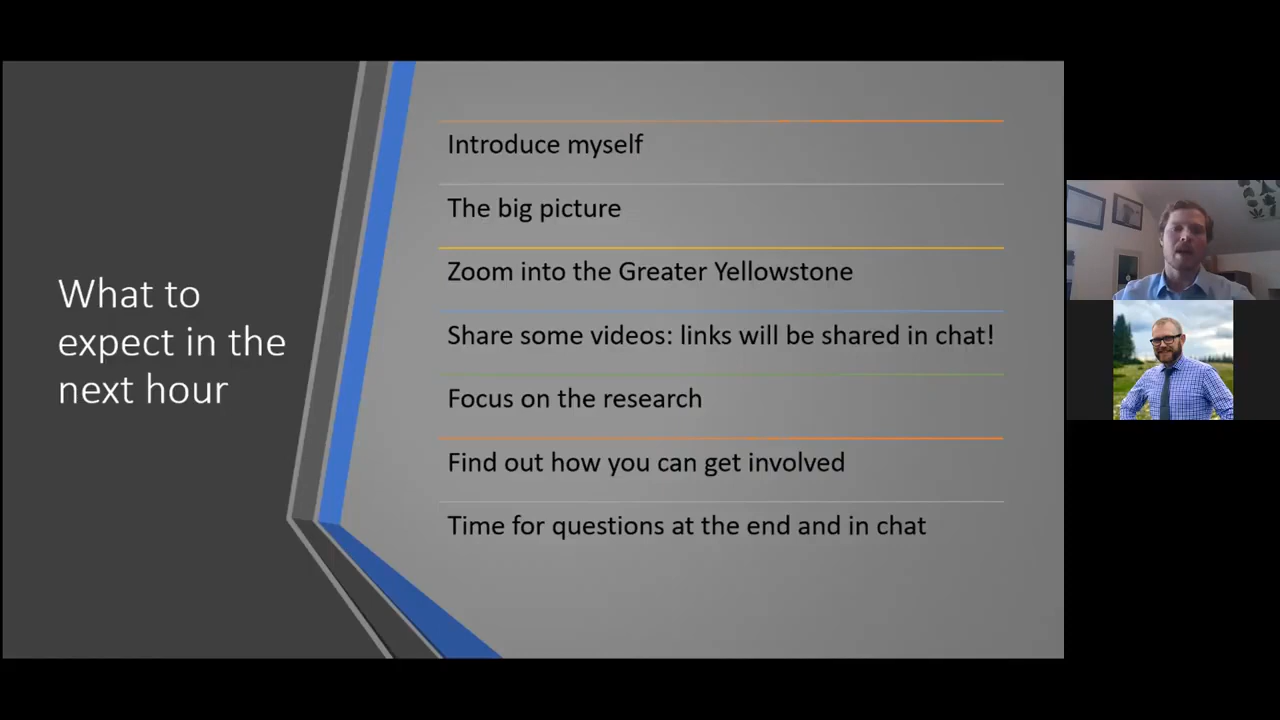 What to
expect in the
next hour
Introduce myself
The big picture
Zoom into the Greater Yellowstone
Share some videos: links will be shared in chat!
Focus on the research
Find out how you can get involved
Time for questions at the end and in chat